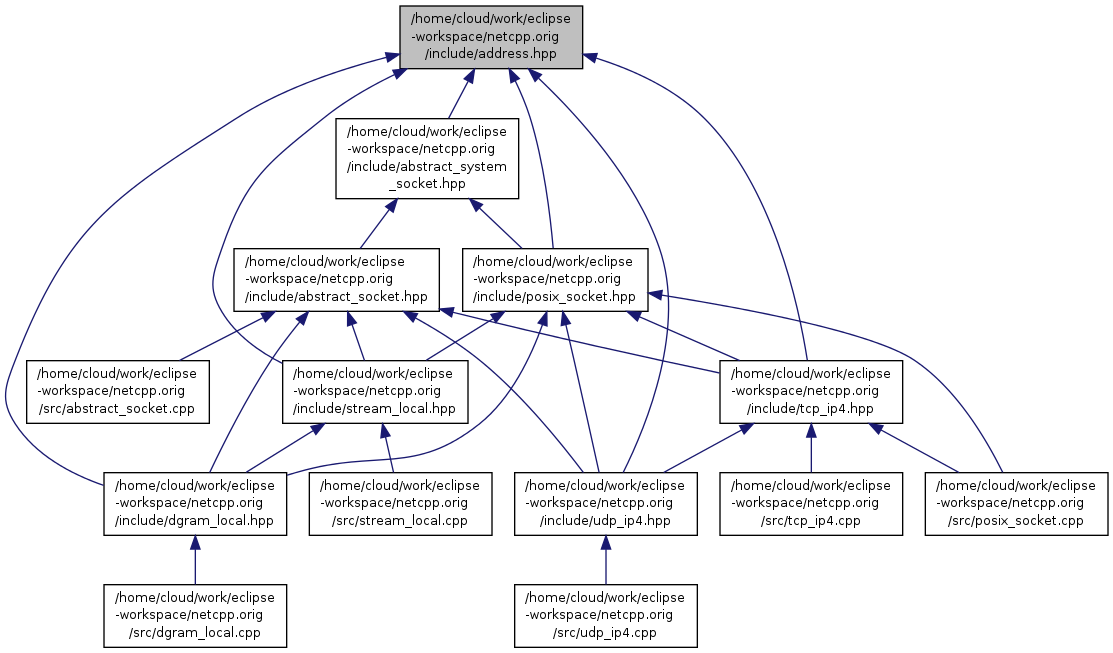 /home/cloud/work/eclipse
-workspace/netcpp.orig
/include/address.hpp
/home/cloud/work/eclipse
-workspace/netcpp.orig
/include/abstract_system
_socket.hpp
/home/cloud/work/eclipse
-workspace/netcpp.orig
/include/abstract_socket.hpp
/home/cloud/work/eclipse
-workspace/netcpp.orig
/include/posix_socket.hpp
/home/cloud/work/eclipse
-workspace/netcpp.orig
/src/abstract_socket.cpp
/home/cloud/work/eclipse
-workspace/netcpp.orig
/include/stream_local.hpp
/home/cloud/work/eclipse
-workspace/netcpp.orig
/include/tcp_ip4.hpp
/home/cloud/work/eclipse
-workspace/netcpp.orig
/include/dgram_local.hpp
/home/cloud/work/eclipse
-workspace/netcpp.orig
/src/stream_local.cpp
/home/cloud/work/eclipse
-workspace/netcpp.orig
/include/udp_ip4.hpp
/home/cloud/work/eclipse
-workspace/netcpp.orig
/src/tcp_ip4.cpp
/home/cloud/work/eclipse
-workspace/netcpp.orig
/src/posix_socket.cpp
/home/cloud/work/eclipse
-workspace/netcpp.orig
/src/dgram_local.cpp
/home/cloud/work/eclipse
-workspace/netcpp.orig
/src/udp_ip4.cpp